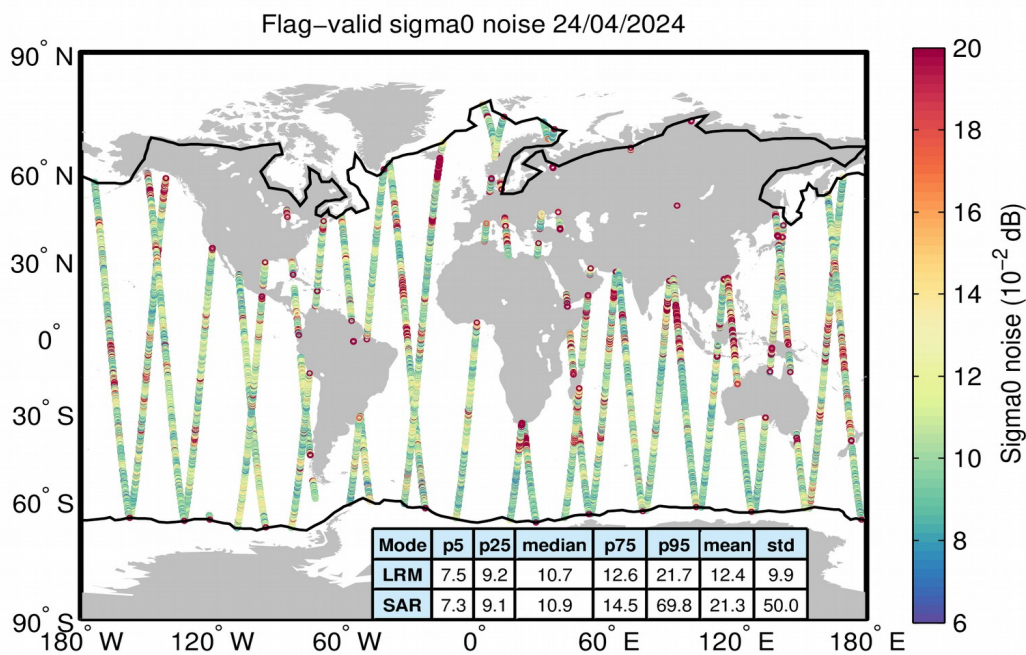 Flag−valid sigma0 noise 24/04/2024
90° N
60° N
30° N
0°
30° S
60° S
90° S
180° W
120° W
60° W
0°
60° E
120° E
180° E
Mode p5 p25 median p75 p95 mean std
LRM 7.5 9.2 10.7 12.6 21.7 12.4 9.9
SAR 7.3 9.1 10.9 14.5 69.8 21.3 50.0
20
18
16
14
12
10
8
6
Sigma0 noise (10⁻² dB)